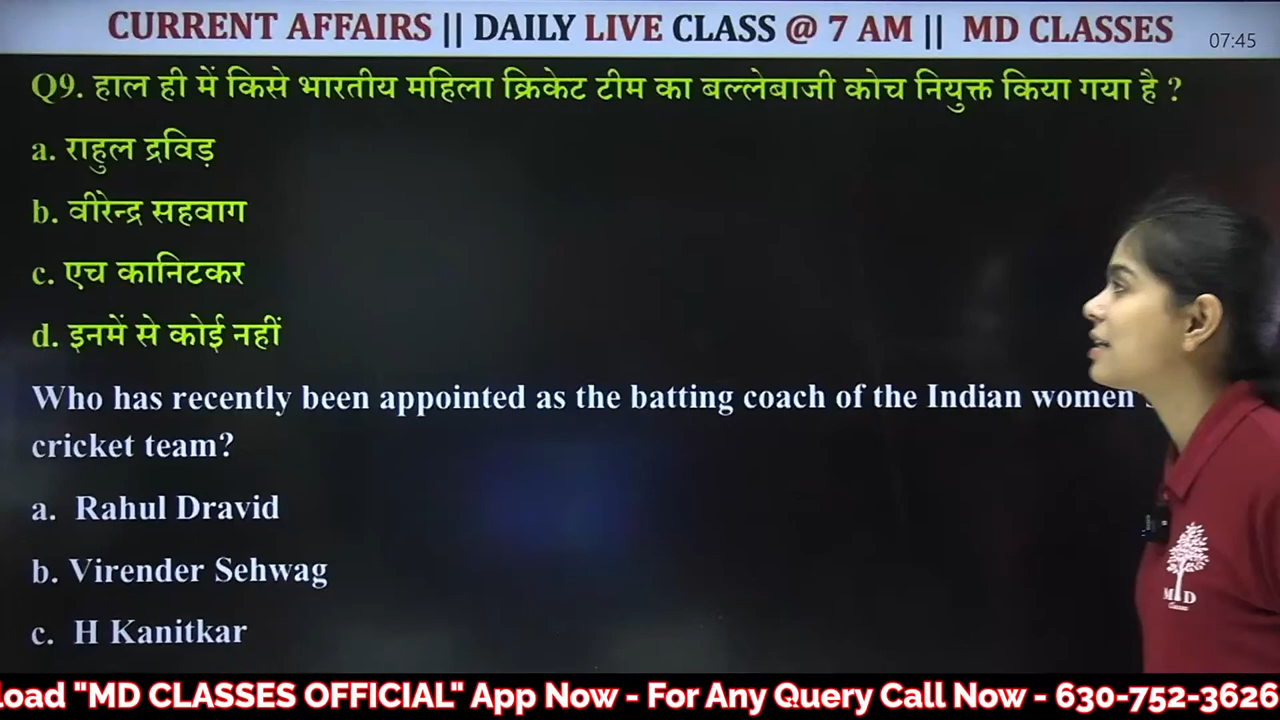 CURRENT AFFAIRS || DAILY LIVE CLASS @ 7 AM || MD CLASSES
07:45
Q9. हाल ही में किसे भारतीय महिला क्रिकेट टीम का बल्लेबाजी कोच नियुक्त किया गया है ?
a. राहुल द्रविड़
b. वीरेन्द्र सहवाग
c. एच कानिटकर
d. इनमें से कोई नहीं
Who has recently been appointed as the batting coach of the Indian women
cricket team?
a. Rahul Dravid
b. Virender Sehwag
c. H Kanitkar
MD
Classes
load "MD CLASSES OFFICIAL" App Now - For Any Query Call Now - 630-752-3626